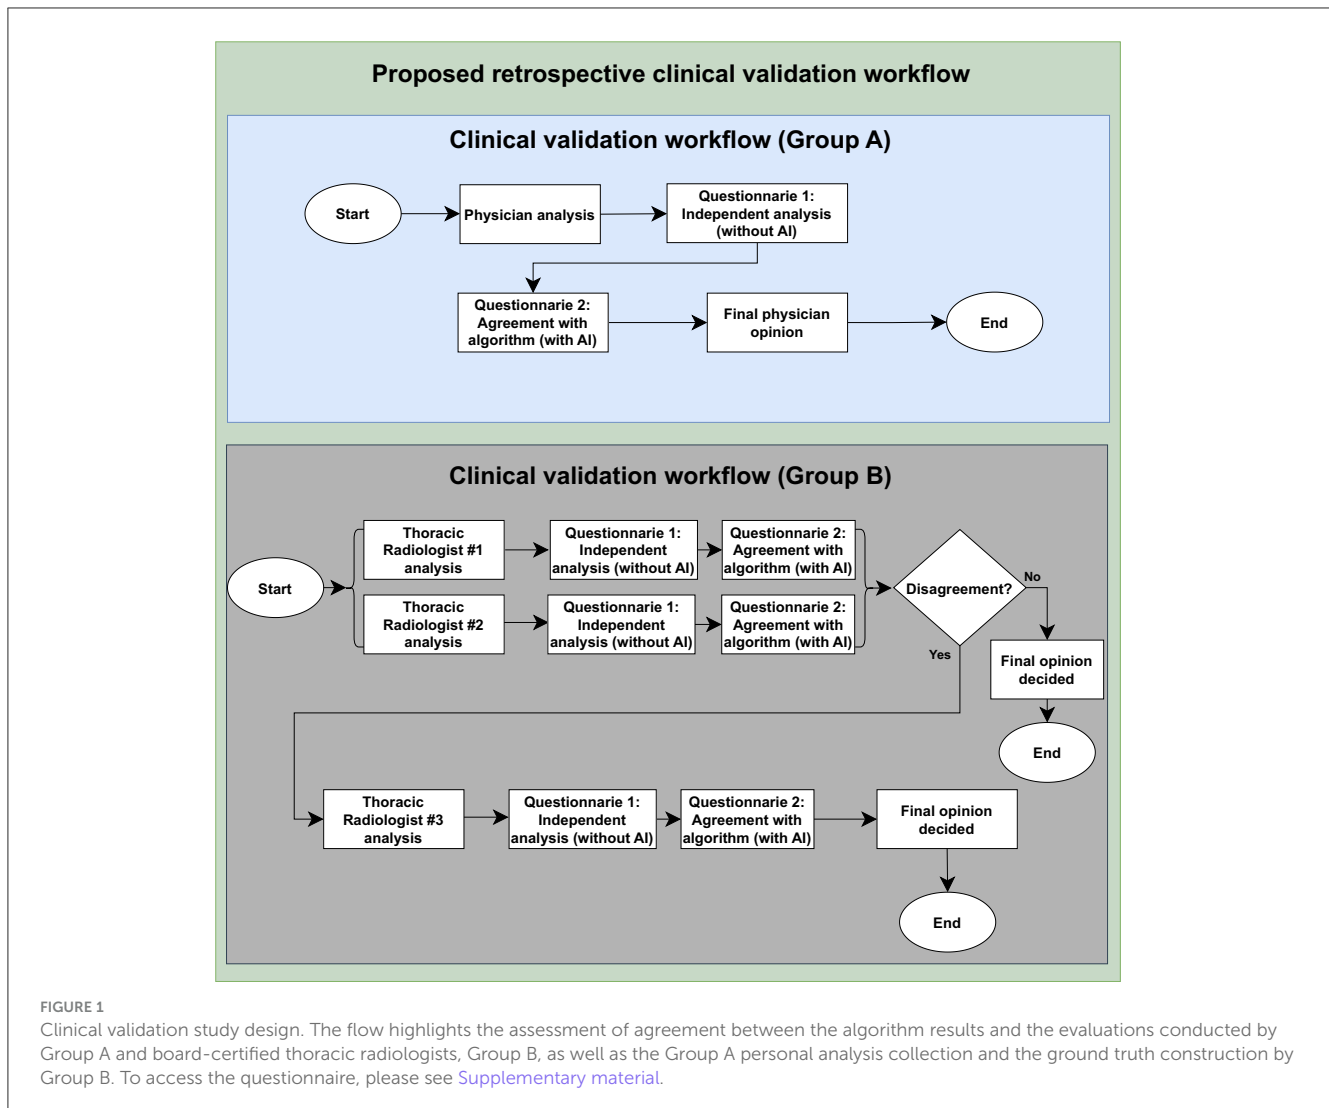 Proposed retrospective clinical validation workflow
Clinical validation workflow (Group A)
Start
Physician analysis
Questionnarie 1:
Independent analysis
(without AI)
Questionnarie 2:
Agreement with
algorithm (with AI)
Final physician
opinion
End
Clinical validation workflow (Group B)
Start
Thoracic
Radiologist #1
analysis
Questionnarie 1:
Independent
analysis (without AI)
Questionnarie 2:
Agreement with
algorithm (with AI)
Thoracic
Radiologist #2
analysis
Questionnarie 1:
Independent
analysis (without AI)
Questionnarie 2:
Agreement with
algorithm (with AI)
Disagreement?
No
Yes
Final opinion
decided
End
Thoracic
Radiologist #3
analysis
Questionnarie 1:
Independent
analysis (without AI)
Questionnarie 2:
Agreement with
algorithm (with AI)
Final opinion
decided
End
FIGURE 1
Clinical validation study design. The flow highlights the assessment of agreement between the algorithm results and the evaluations conducted by
Group A and board-certified thoracic radiologists, Group B, as well as the Group A personal analysis collection and the ground truth construction by
Group B. To access the questionnaire, please see Supplementary material.